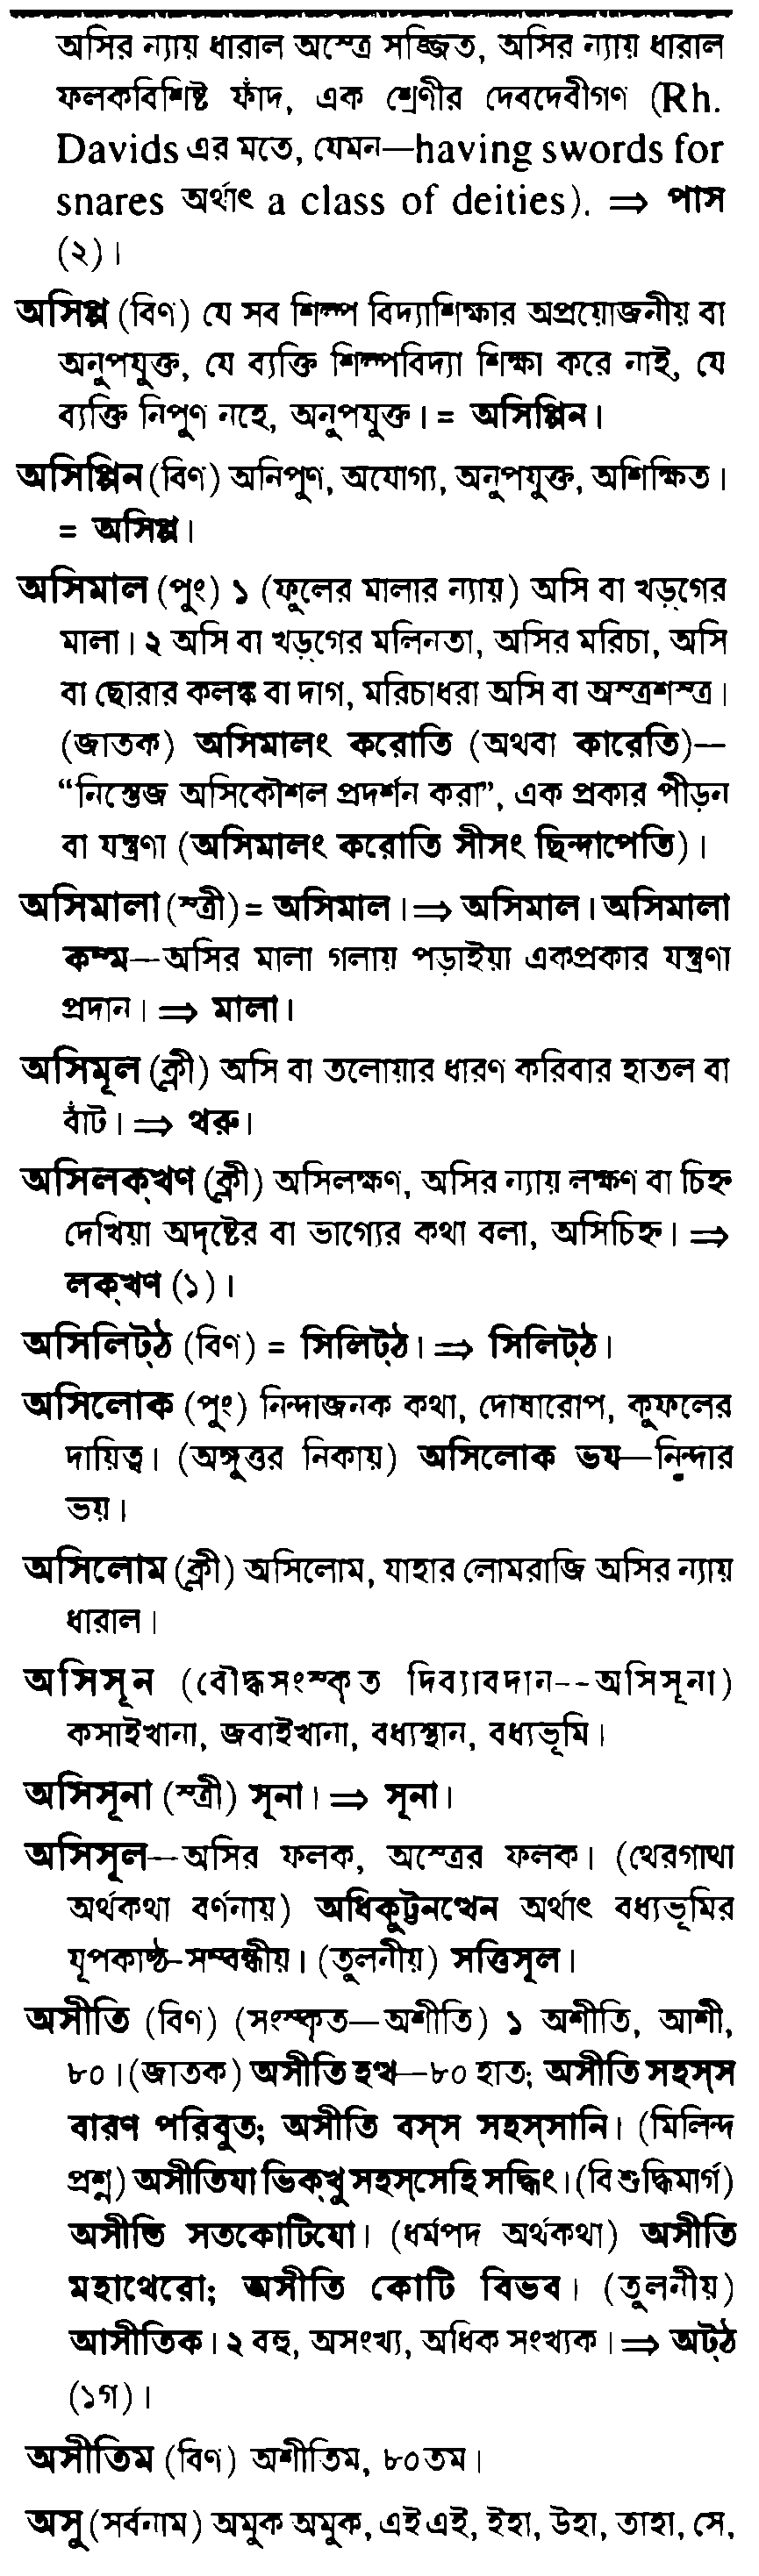 অসির ন্যায় ধারাল অস্ত্রে সজ্জিত, অসির ন্যায় ধারাল
ফলকবিশিষ্ট ফাঁদ, এক শ্রেণীর দেবদেবীগণ (Rh.
Davids এর মতে, যেমন—having swords for
snares অর্থাৎ a class of deities). ⇒ পাস
(২)।
অসিপ্প (বিণ) যে সব শিল্প বিদ্যাশিক্ষার অপ্রয়োজনীয় বা
অনুপযুক্ত, যে ব্যক্তি শিল্পবিদ্যা শিক্ষা করে নাই, যে
ব্যক্তি নিপুণ নহে, অনুপযুক্ত। = অসিপ্পিন।
অসিপ্পিন (বিণ) অনিপুণ, অযোগ্য, অনুপযুক্ত, অশিক্ষিত।
= অসিপ্প।
অসিমাল (পুং) ১ (ফুলের মালার ন্যায়) অসি বা খড়্গের
মালা। ২ অসি বা খড়্গের মলিনতা, অসির মরিচা, অসি
বা ছোরার কলঙ্ক বা দাগ, মরিচাধরা অসি বা অস্ত্রশস্ত্র।
(জাতক) অসিমালং করোতি (অথবা কারেতি)—
“নিস্তেজ অসিকৌশল প্রদর্শন করা”, এক প্রকার পীড়ন
বা যন্ত্রণা (অসিমালং করোতি সীসং ছিন্দাপেতি)।
অসিমালা (স্ত্রী) = অসিমাল। ⇒ অসিমাল। অসিমালা
কম্ম—অসির মালা গলায় পড়াইয়া একপ্রকার যন্ত্রণা
প্রদান। ⇒ মালা।
অসিমূল (ক্লী) অসি বা তলোয়ার ধারণ করিবার হাতল বা
বাঁট। ⇒ থরু।
অসিলক্খণ (ক্লী) অসিলক্ষণ, অসির ন্যায় লক্ষণ বা চিহ্ন
দেখিয়া অদৃষ্টের বা ভাগ্যের কথা বলা, অসিচিহ্ন। ⇒
লক্খণ (১)।
অসিলিট্ঠ (বিণ) = সিলিট্ঠ। ⇒ সিলিট্ঠ।
অসিলোক (পুং) নিন্দাজনক কথা, দোষারোপ, কুফলের
দায়িত্ব। (অঙ্গুত্তর নিকায়) অসিলোক ভয—নিন্দার
ভয়।
অসিলোম (ক্লী) অসিলোম, যাহার লোমরাজি অসির ন্যায়
ধারাল।
অসিসূন (বৌদ্ধসংস্কৃত দিব্যাবদান--অসিসূনা)
কসাইখানা, জবাইখানা, বধ্যস্থান, বধ্যভূমি।
অসিসূনা (স্ত্রী) সূনা। ⇒ সূনা।
অসিসূল—অসির ফলক, অস্ত্রের ফলক। (থেরগাথা
অর্থকথা বর্ণনায়) অধিকুট্টনত্থেন অর্থাৎ বধ্যভূমির
যূপকাষ্ঠ-সম্বন্ধীয়। (তুলনীয়) সত্তিসূল।
অসীতি (বিণ) (সংস্কৃত—অশীতি) ১ অশীতি, আশী,
৮০। (জাতক) অসীতি হত্থ—৮০ হাত; অসীতি সহস্স
বারণ পরিবুত; অসীতি বস্স সহস্সানি। (মিলিন্দ
প্রশ্ন) অসীতিযা ভিক্খু সহস্সেহি সদ্ধিং। (বিশুদ্ধিমার্গ)
অসীতি সতকোটিযো। (ধর্মপদ অর্থকথা) অসীতি
মহাথেরো; অসীতি কোটি বিভব। (তুলনীয়)
আসীতিক। ২ বহু, অসংখ্য, অধিক সংখ্যক। ⇒ অট্ঠ
(১গ)।
অসীতিম (বিণ) অশীতিম, ৮০তম।
অসু (সর্বনাম) অমুক অমুক, এই এই, ইহা, উহা, তাহা, সে,